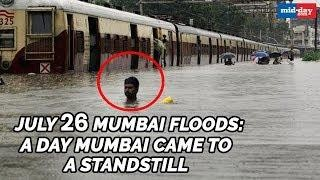 mid-day
JULY 26 MUMBAI FLOODS:
A DAY MUMBAI CAME TO
A STANDSTILL